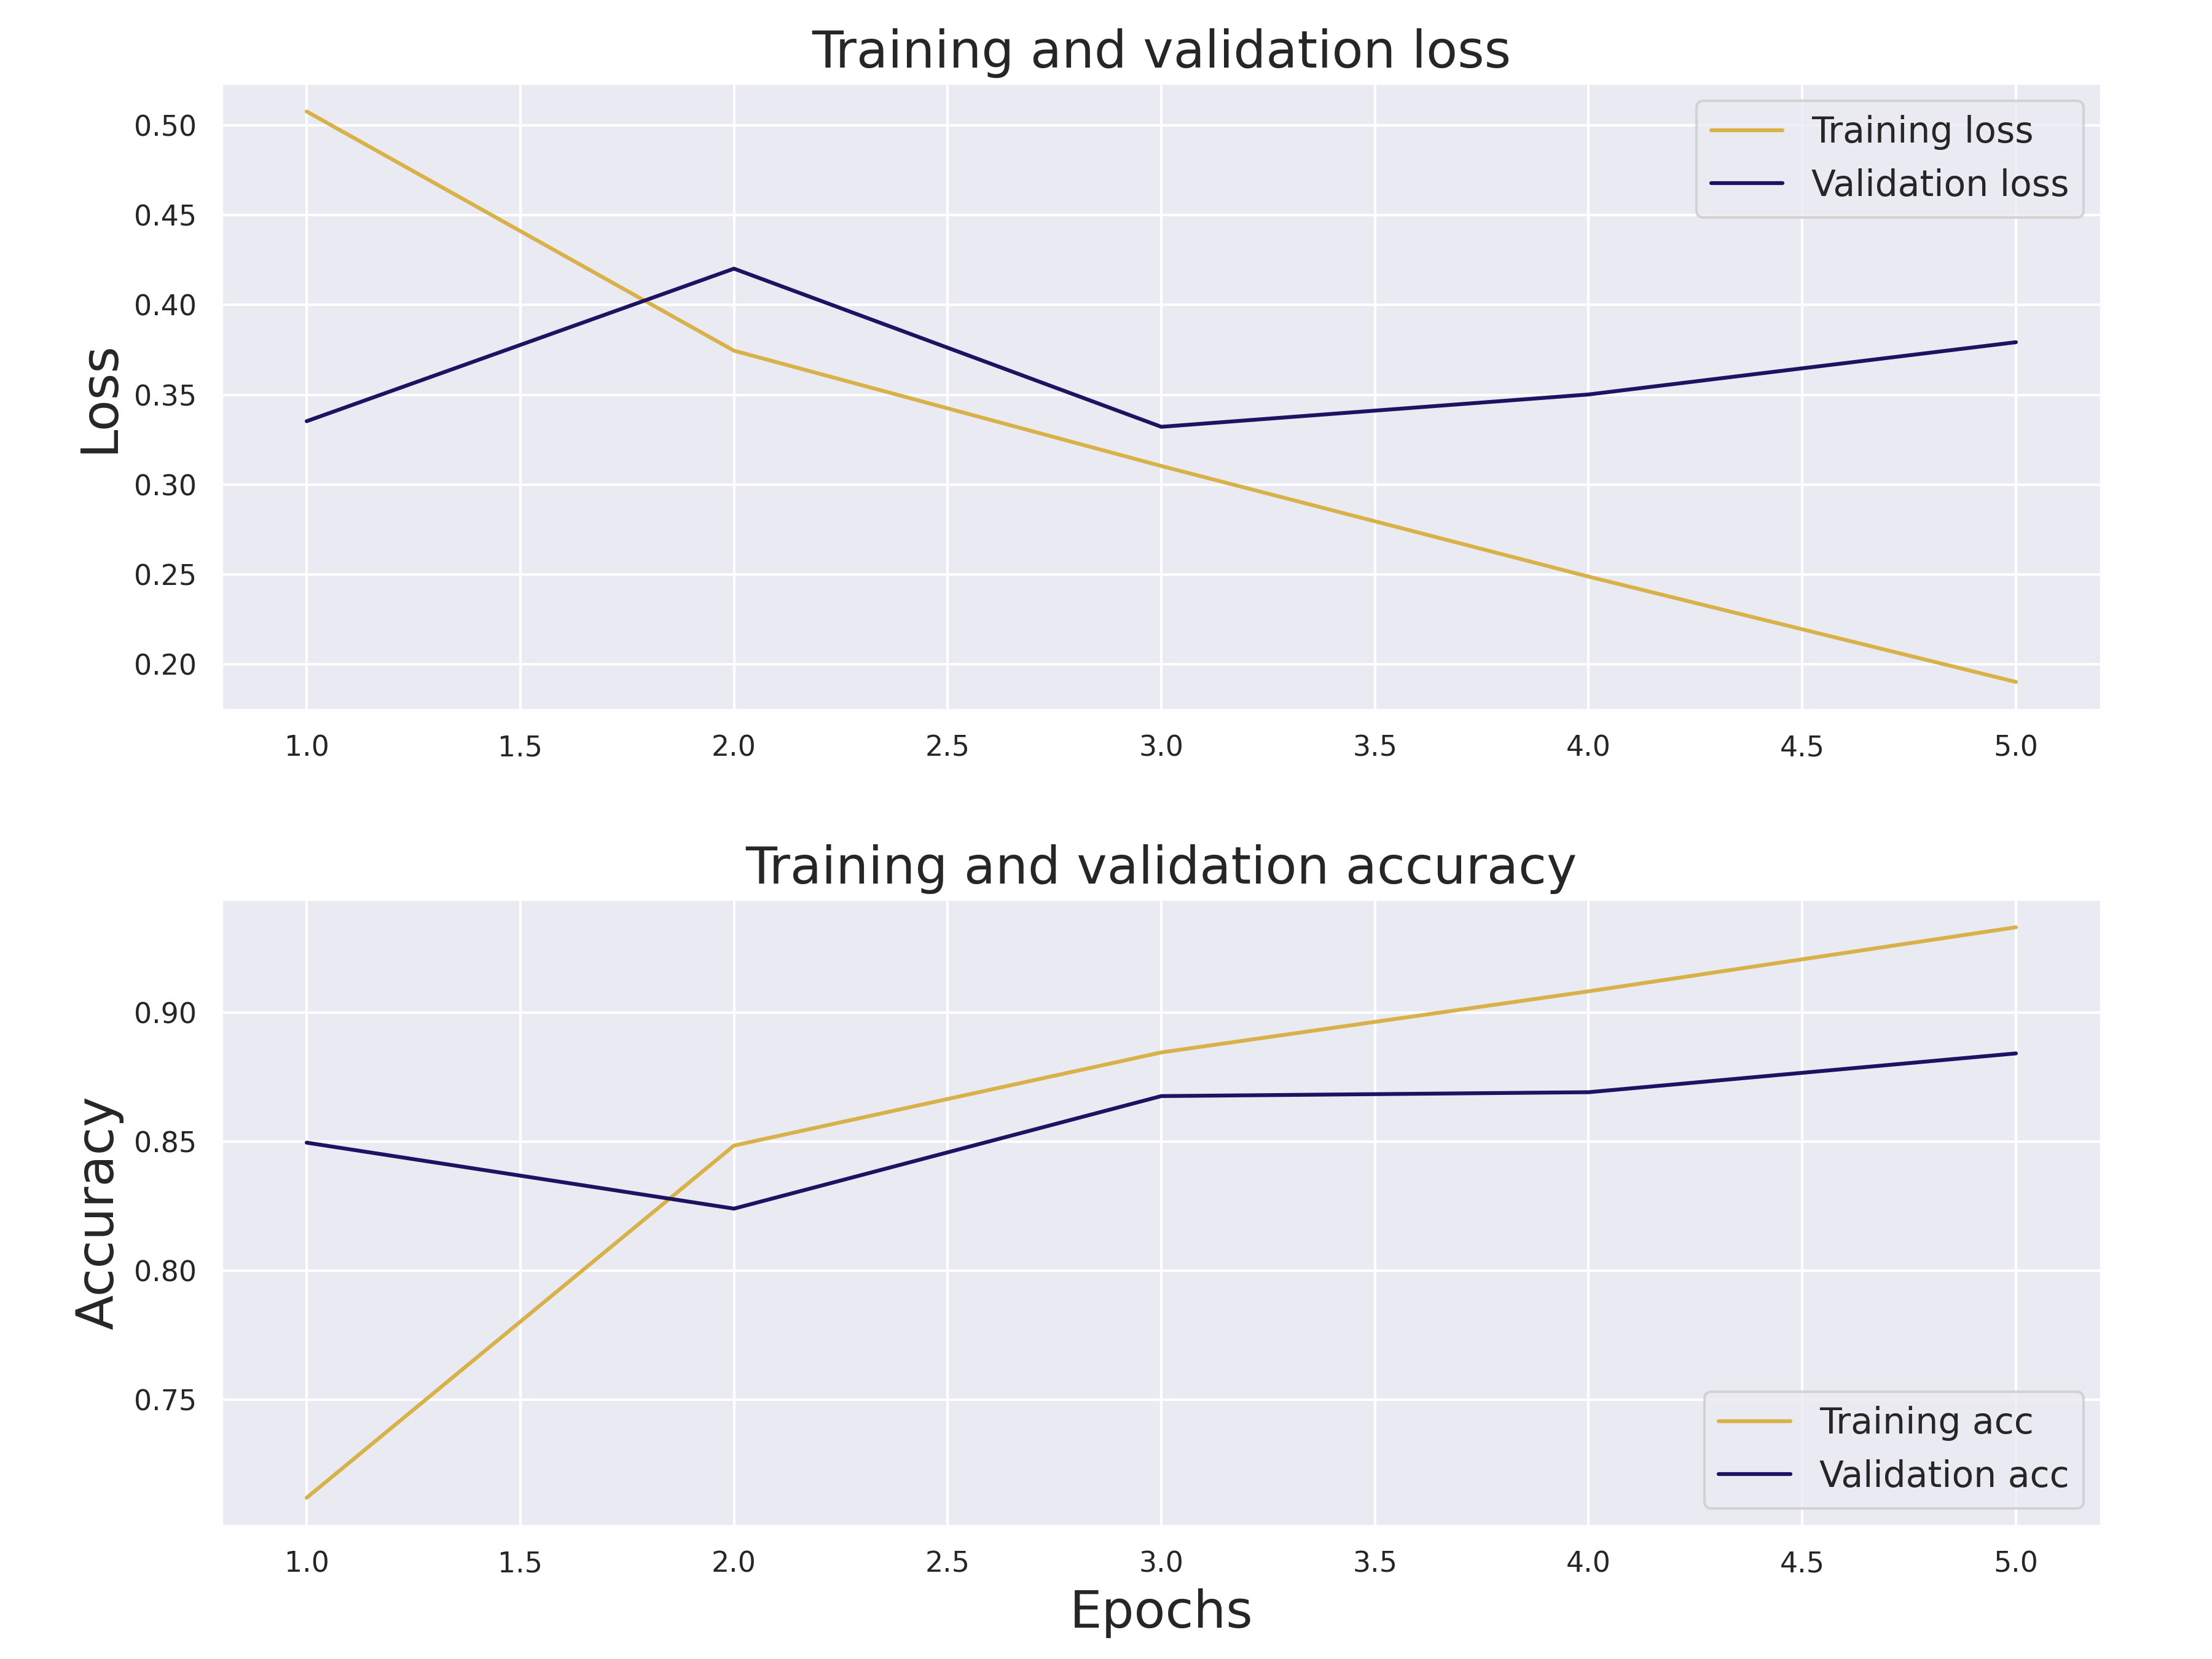 Training and validation loss
0.50
0.45
0.40
0.35
0.30
0.25
0.20
Loss
Training loss
Validation loss
1.0 1.5 2.0 2.5 3.0 3.5 4.0 4.5 5.0
Training and validation accuracy
0.90
0.85
0.80
0.75
Accuracy
Training acc
Validation acc
1.0 1.5 2.0 2.5 3.0 3.5 4.0 4.5 5.0
Epochs